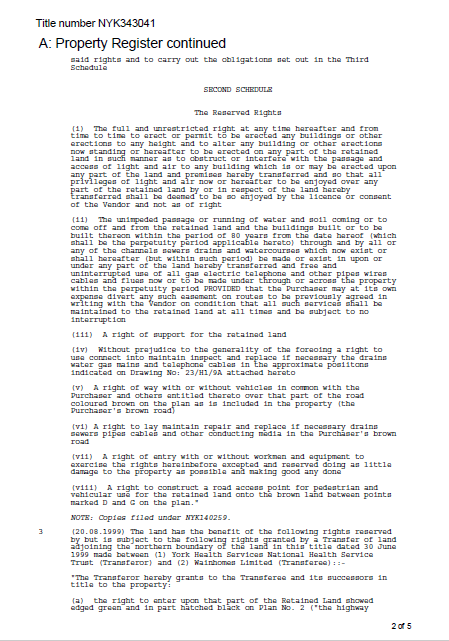 Title number NYK343041
A: Property Register continued
said rights and to carry out the obligations set out in the Third
Schedule
SECOND SCHEDULE
The Reserved Rights
(i) The full and unrestricted right at any time hereafter and from
time to time to erect or permit to be erected any buildings or other
erections to any height and to alter any building or other erections
now standing or hereafter to be erected on any part of the retained
land in such manner as to obstruct or interfere with the passage and
access of light and air to any building which is or may be erected upon
any part of the land and premises hereby transferred and so that all
privileges of light and air now or hereafter to be enjoyed over any
part of the retained land by or in respect of the land hereby
transferred shall be deemed to be so enjoyed by the licence or consent
of the Vendor and not as of right
(ii) The unimpeded passage or running of water and soil coming or to
come off and from the retained land and the buildings built or to be
built thereon within the period of 80 years from the date hereof (which
shall be the perpetuity period applicable hereto) through and by all or
any of the channels sewers drains and watercourses which now exist or
shall hereafter (but within such period) be made or exist in upon or
under any part of the land hereby transferred and free and
uninterrupted use of all gas electric telephone and other pipes wires
cables and flues now or to be made under through or across the property
within the perpetuity period PROVIDED that the Purchaser may at its own
expense divert any such easement on routes to be previously agreed in
writing with the Vendor on condition that all such services shall be
maintained to the retained land at all times and be subject to no
interruption
(iii) A right of support for the retained land
(iv) Without prejudice to the generality of the foreoing a right to
use connect into maintain inspect and replace if necessary the drains
water gas mains and telephone cables in the approximate posiitons
indicated on Drawing No: 23/H1/9A attached hereto
(v) A right of way with or without vehicles in common with the
Purchaser and others entitled thereto over that part of the road
coloured brown on the plan as is included in the property (the
Purchaser's brown road)
(vi) A right to lay maintain repair and replace if necessary drains
sewers pipes cables and other conducting media in the Purchaser's brown
road
(vii) A right of entry with or without workmen and equipment to
exercise the rights hereinbefore excepted and reserved doing as little
damage to the property as possible and making good any done
(viii) A right to construct a road access point for pedestrian and
vehicular use for the retained land onto the brown land between points
marked D and G on the plan."
NOTE: Copies filed under NYK140259.
3 (20.08.1999) The land has the benefit of the following rights reserved
by but is subject to the following rights granted by a Transfer of land
adjoining the northern boundary of the land in this title dated 30 June
1999 made between (1) York Health Services National Health Service
Trust (Transferor) and (2) Wainhomes Limited (Transferee)::-
"The Transferor hereby grants to the Transferee and its successors in
title to the property:
(a) the right to enter upon that part of the Retained Land showed
edged green and in part hatched black on Plan No. 2 ("the highway
2 of 5